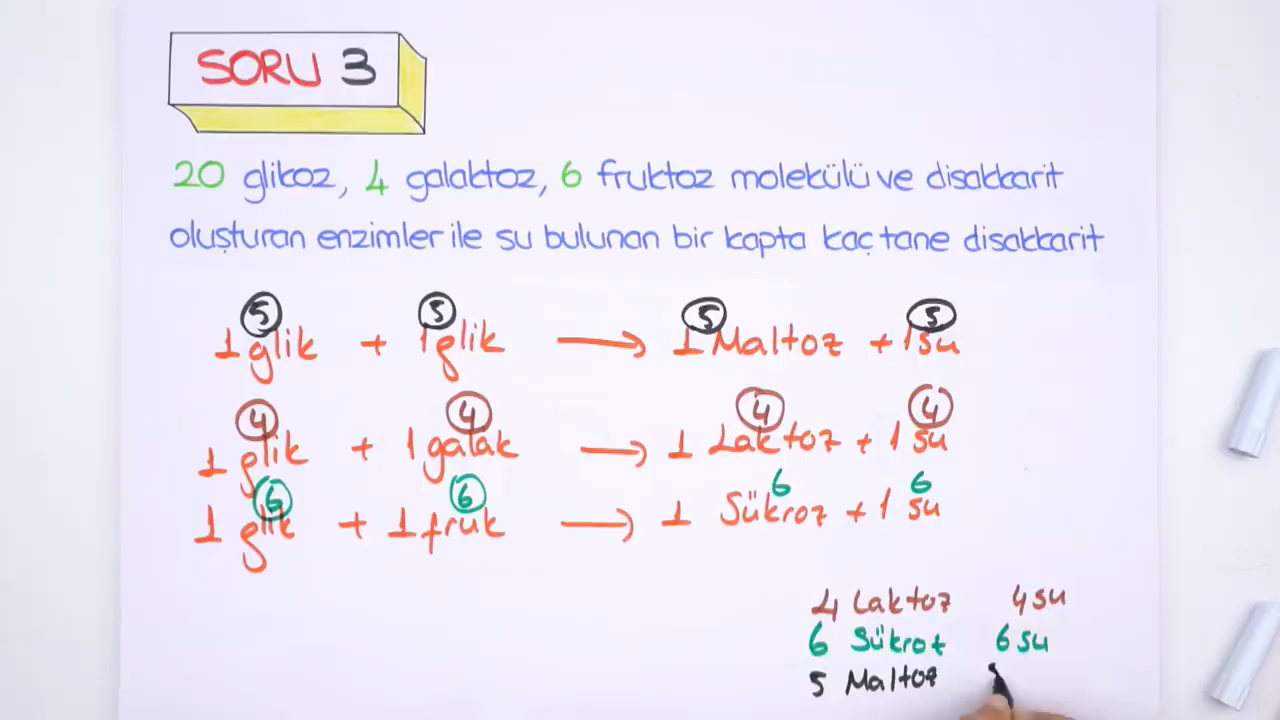 SORU 3
20 glikoz, 4 galaktoz, 6 fruktoz molekülü ve disakkarit
oluşturan enzimler ile su bulunan bir kapta kaç tane disakkarit
5 5 5 5
1 glik + 1 glik → 1 Maltoz + 1 su
4 4 4 4
1 glik + 1 galak → 1 Laktoz + 1 su
6 6 6 6
1 glik + 1 fruk → 1 Sükroz + 1 su
4 Laktoz 4 su
6 Sükroz 6 su
5 Maltoz